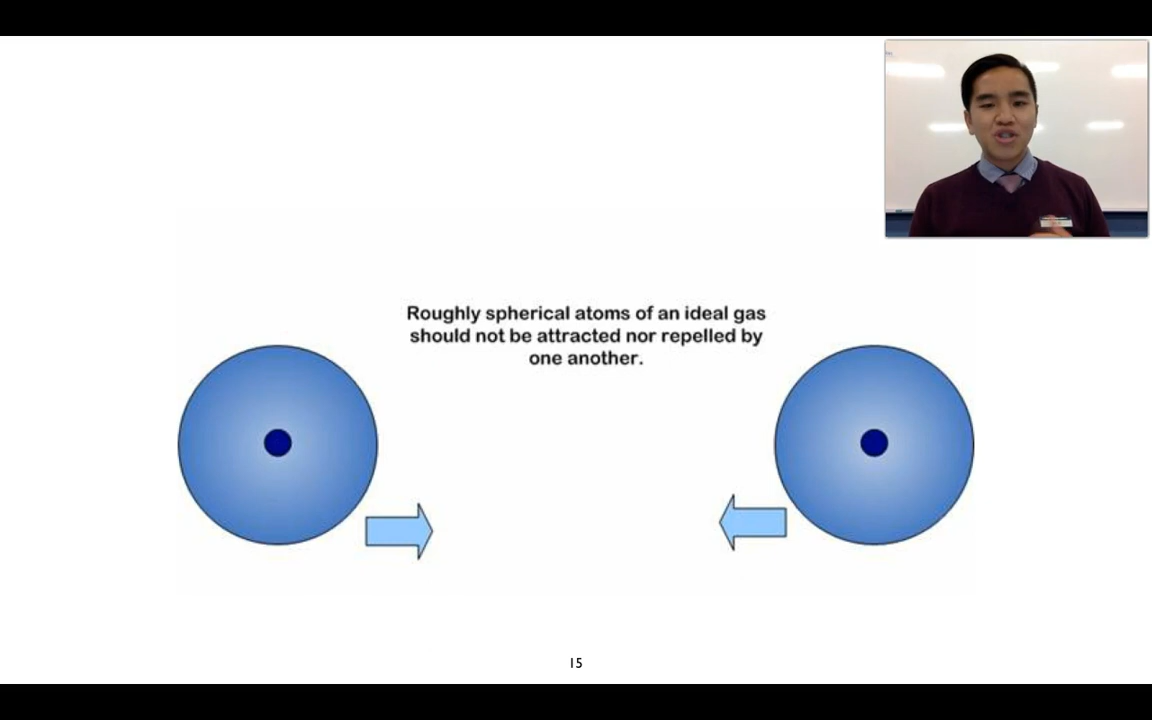 Roughly spherical atoms of an ideal gas
should not be attracted nor repelled by
one another.
15